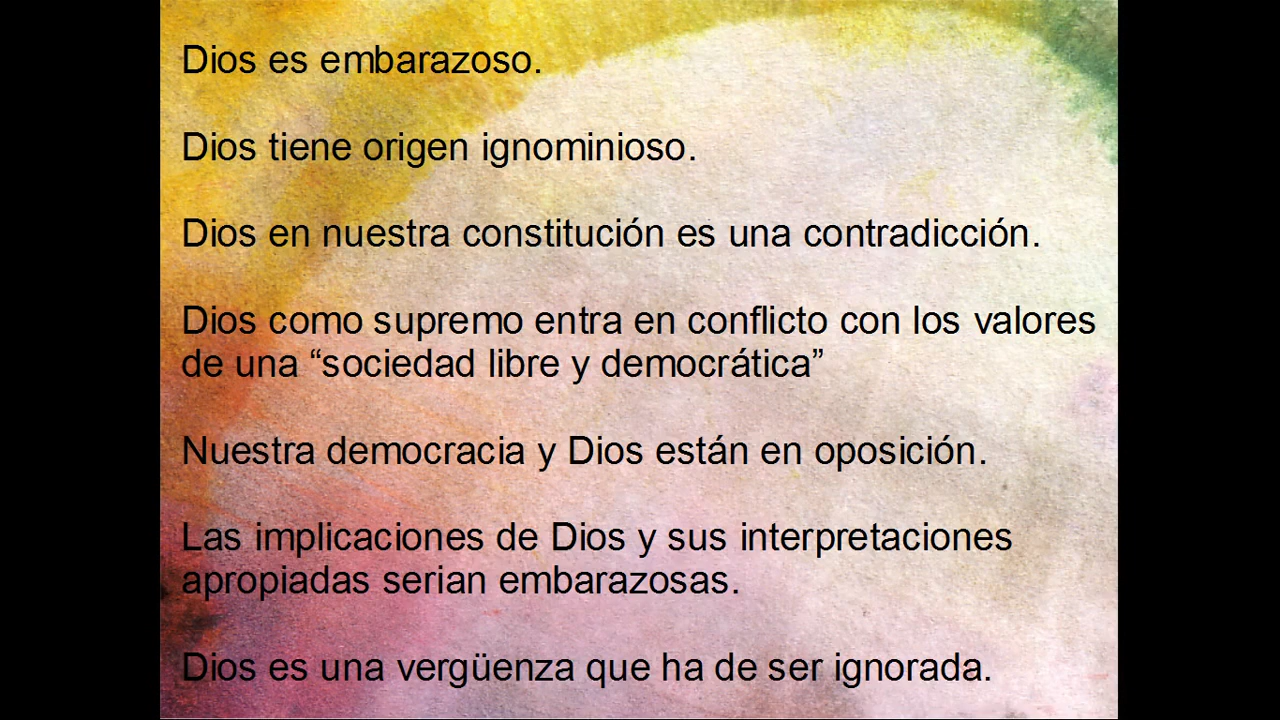 Dios es embarazoso.
Dios tiene origen ignominioso.
Dios en nuestra constitución es una contradicción.
Dios como supremo entra en conflicto con los valores
de una “sociedad libre y democrática”
Nuestra democracia y Dios están en oposición.
Las implicaciones de Dios y sus interpretaciones
apropiadas serian embarazosas.
Dios es una vergüenza que ha de ser ignorada.